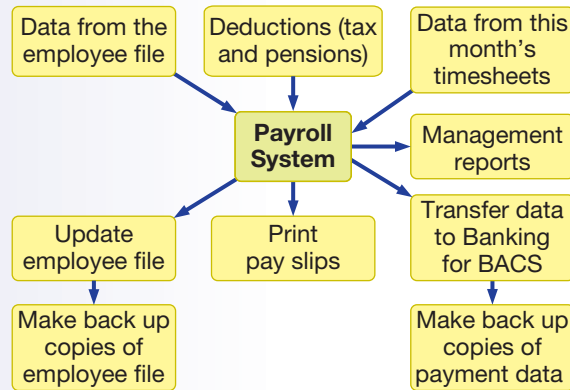 Data from the
employee file
Deductions (tax
and pensions)
Data from this
month's
timesheets
Payroll
System
Management
reports
Update
employee file
Print
pay slips
Transfer data
to Banking
for BACS
Make back up
copies of
employee file
Make back up
copies of
payment data